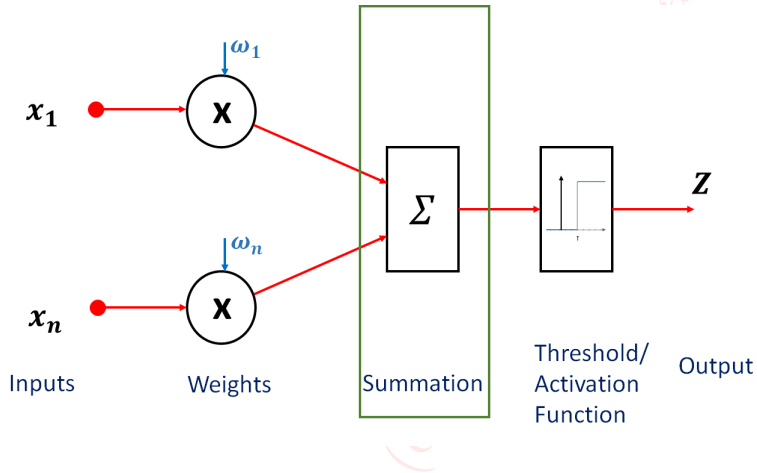 ω₁
x₁
X
Σ
T
Z
ωₙ
xₙ
X
Inputs
Weights
Summation
Threshold/
Activation
Function
Output